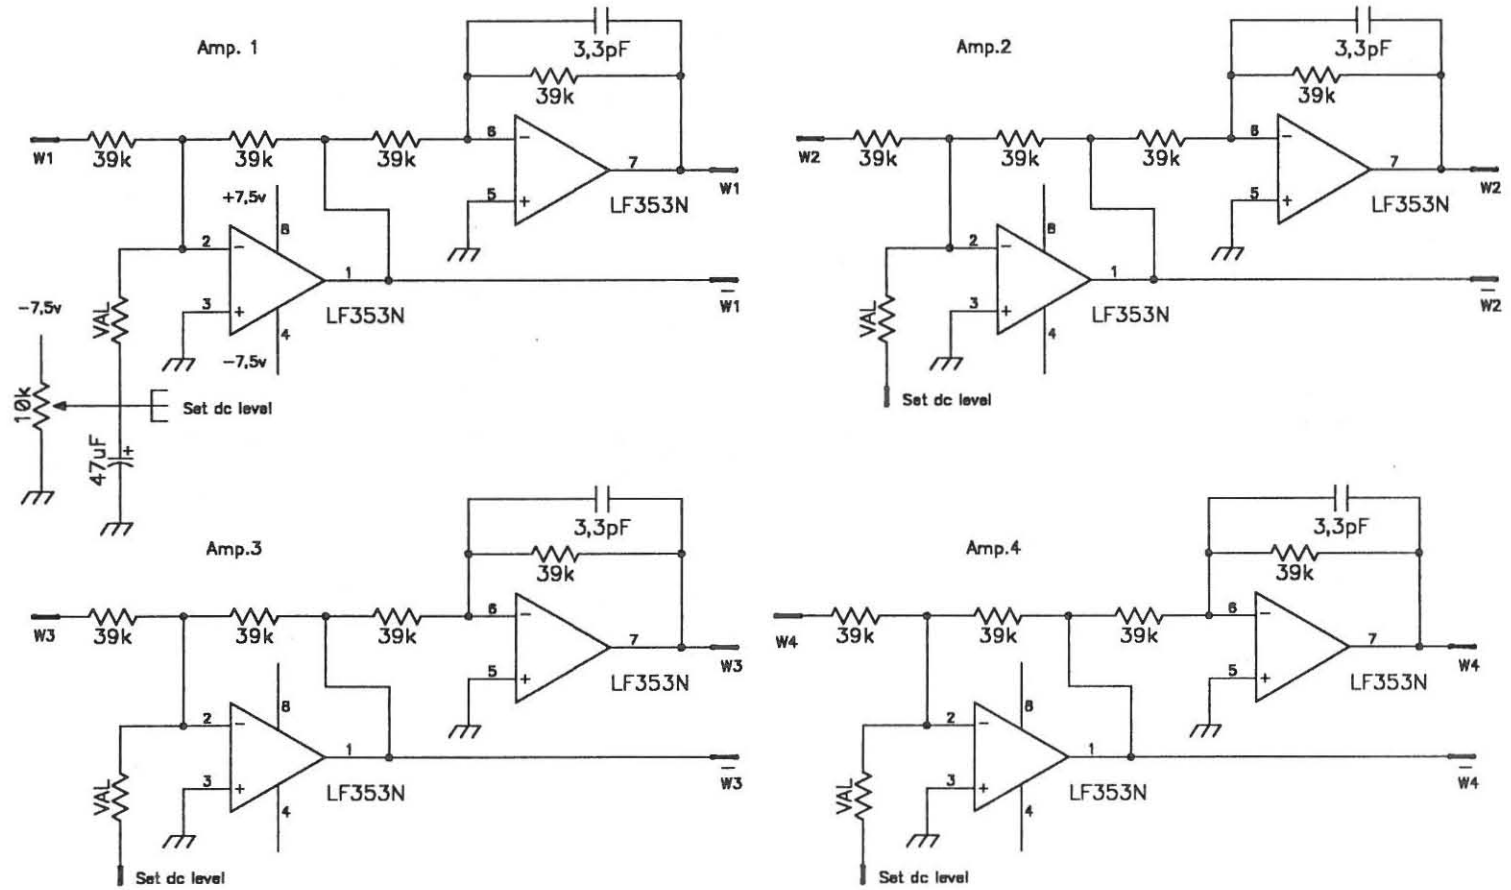 Amp. 1
3,3pF
39k
W1
39k
39k
39k
6
−
5
+
7
LF353N
W1
+7,5v
8
2
−
3
+
1
4
LF353N
W1
−7,5v
VAL
−7,5v
10k
Set dc level
47uF
+
Amp.2
3,3pF
39k
W2
39k
39k
39k
6
−
5
+
7
LF353N
W2
8
2
−
3
+
1
4
LF353N
W2
VAL
Set dc level
Amp.3
3,3pF
39k
W3
39k
39k
39k
6
−
5
+
7
LF353N
W3
8
2
−
3
+
1
4
LF353N
W3
VAL
Set dc level
Amp.4
3,3pF
39k
W4
39k
39k
39k
6
−
5
+
7
LF353N
W4
8
2
−
3
+
1
4
LF353N
W4
VAL
Set dc level